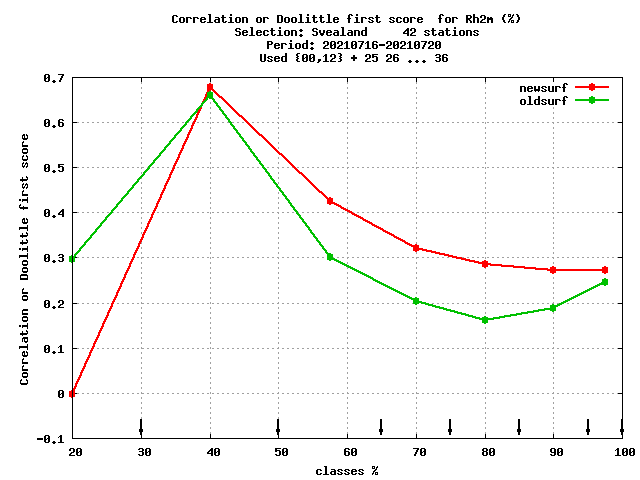 Correlation or Doolittle first score  for Rh2m (%)
Selection: Svealand     42 stations
Period: 20210716-20210720
Used {00,12} + 25 26 ... 36
newsurf
oldsurf
Correlation or Doolittle first score
0.7
0.6
0.5
0.4
0.3
0.2
0.1
0
-0.1
20 30 40 50 60 70 80 90 100
classes %